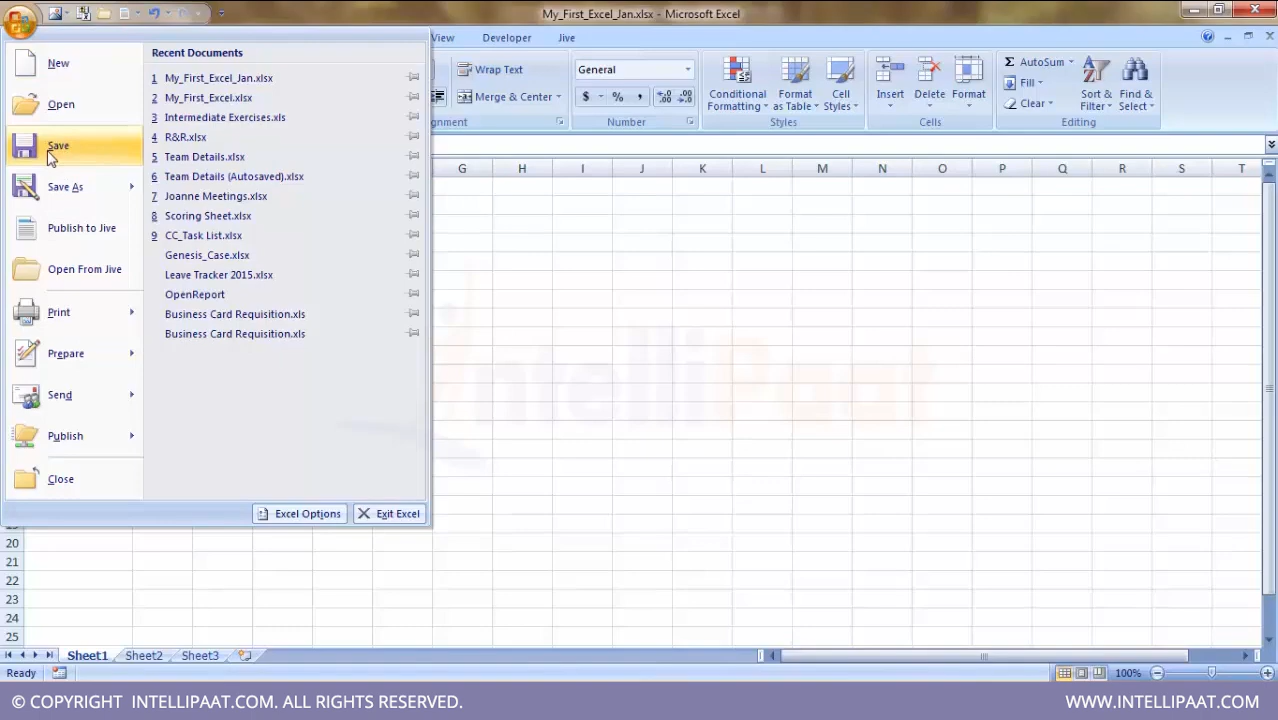 My_First_Excel_Jan.xlsx - Microsoft Excel
View Developer Jive
New
Open
Save
Save As
Publish to Jive
Open From Jive
Print
Prepare
Send
Publish
Close
Recent Documents
1 My_First_Excel_Jan.xlsx
2 My_First_Excel.xlsx
3 Intermediate Exercises.xlsx
4 R&R.xlsx
5 Team Details.xlsx
6 Team Details (Autosaved).xlsx
7 Joanne Meetings.xlsx
8 Scoring Sheet.xlsx
9 CC_Task List.xlsx
Genesis_Case.xlsx
Leave Tracker 2015.xlsx
OpenReport
Business Card Requisition.xls
Business Card Requisition.xls
Excel Options Exit Excel
Wrap Text
Merge & Center
nment
General
$ % ,
Number
Conditional Formatting
Format as Table
Cell Styles
Styles
Insert Delete Format
Cells
AutoSum
Fill
Clear
Sort & Filter
Find & Select
Editing
G H I J K L M N O P Q R S T
IntelliPaat
20
21
22
23
24
25
Sheet1 Sheet2 Sheet3
Ready
100%
© COPYRIGHT INTELLIPAAT.COM. ALL RIGHTS RESERVED.
WWW.INTELLIPAAT.COM